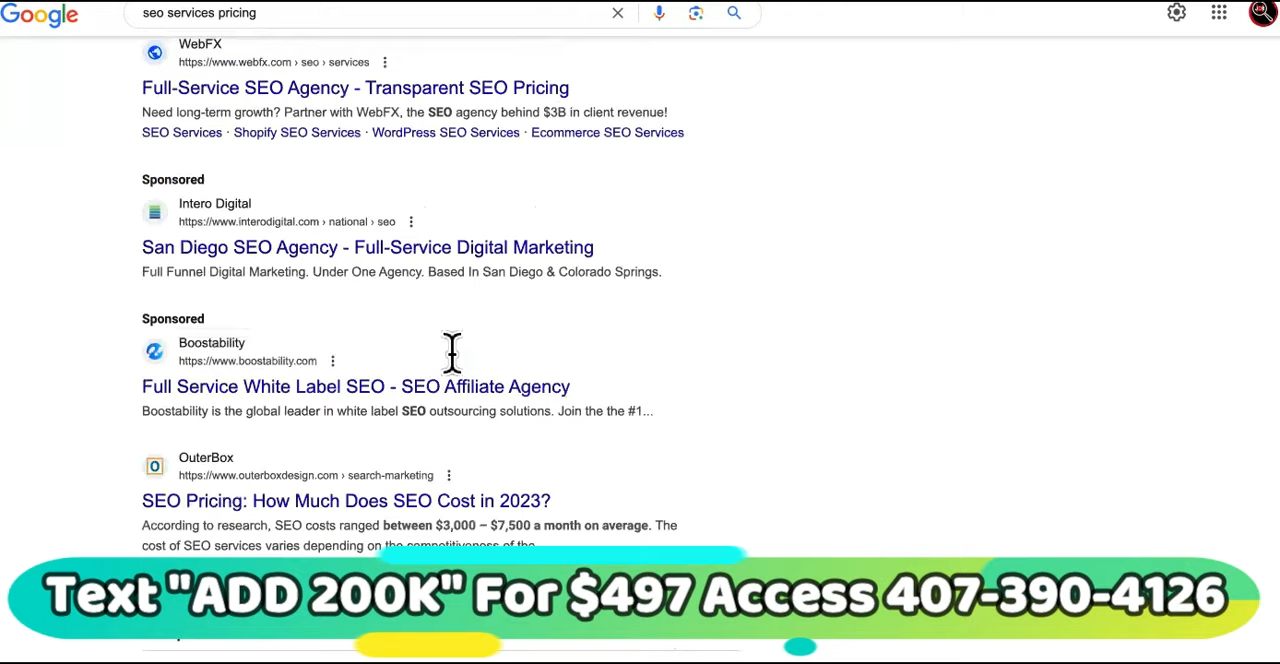 Google
seo services pricing
WebFX
https://www.webfx.com › seo › services
Full-Service SEO Agency - Transparent SEO Pricing
Need long-term growth? Partner with WebFX, the SEO agency behind $3B in client revenue!
SEO Services · Shopify SEO Services · WordPress SEO Services · Ecommerce SEO Services
Sponsored
Intero Digital
https://www.interodigital.com › national › seo
San Diego SEO Agency - Full-Service Digital Marketing
Full Funnel Digital Marketing. Under One Agency. Based In San Diego & Colorado Springs.
Sponsored
Boostability
https://www.boostability.com
Full Service White Label SEO - SEO Affiliate Agency
Boostability is the global leader in white label SEO outsourcing solutions. Join the the #1...
OuterBox
https://www.outerboxdesign.com › search-marketing
SEO Pricing: How Much Does SEO Cost in 2023?
According to research, SEO costs ranged between $3,000 – $7,500 a month on average. The
cost of SEO services varies depending on the competitiveness of the
Text "ADD 200K" For $497 Access 407-390-4126